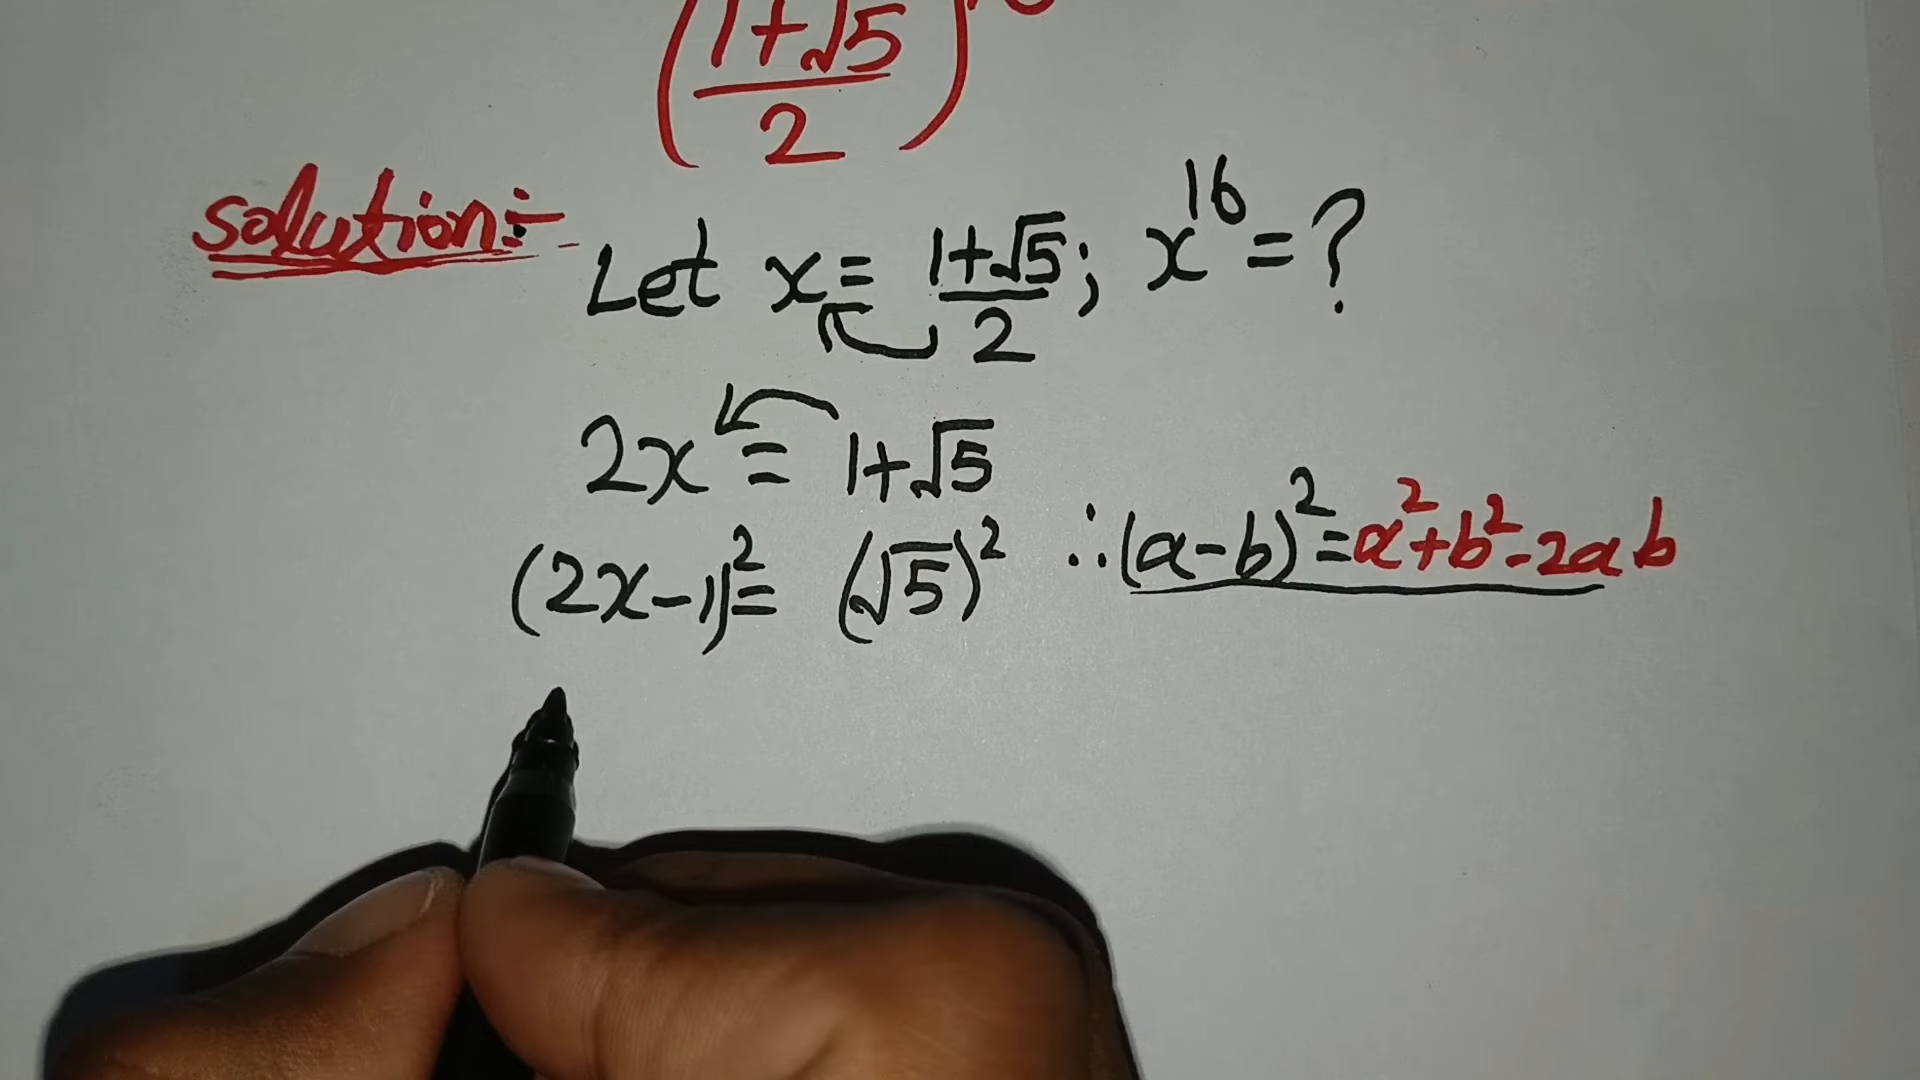 (1+√5/2)
solution:-
Let x = 1+√5/2; x^16 = ?
2x = 1+√5
(2x-1)^2 = (√5)^2 ∴(a-b)^2=a^2+b^2-2ab